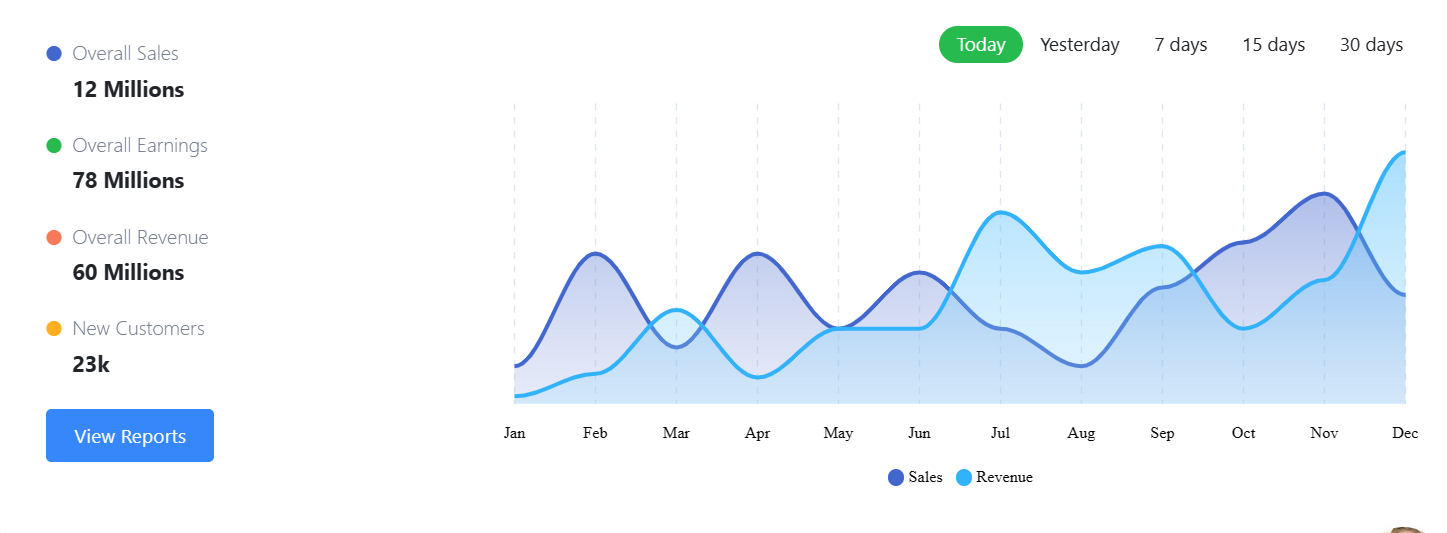 Overall Sales
12 Millions
Overall Earnings
78 Millions
Overall Revenue
60 Millions
New Customers
23k
View Reports
Today Yesterday 7 days 15 days 30 days
Jan Feb Mar Apr May Jun Jul Aug Sep Oct Nov Dec
Sales Revenue